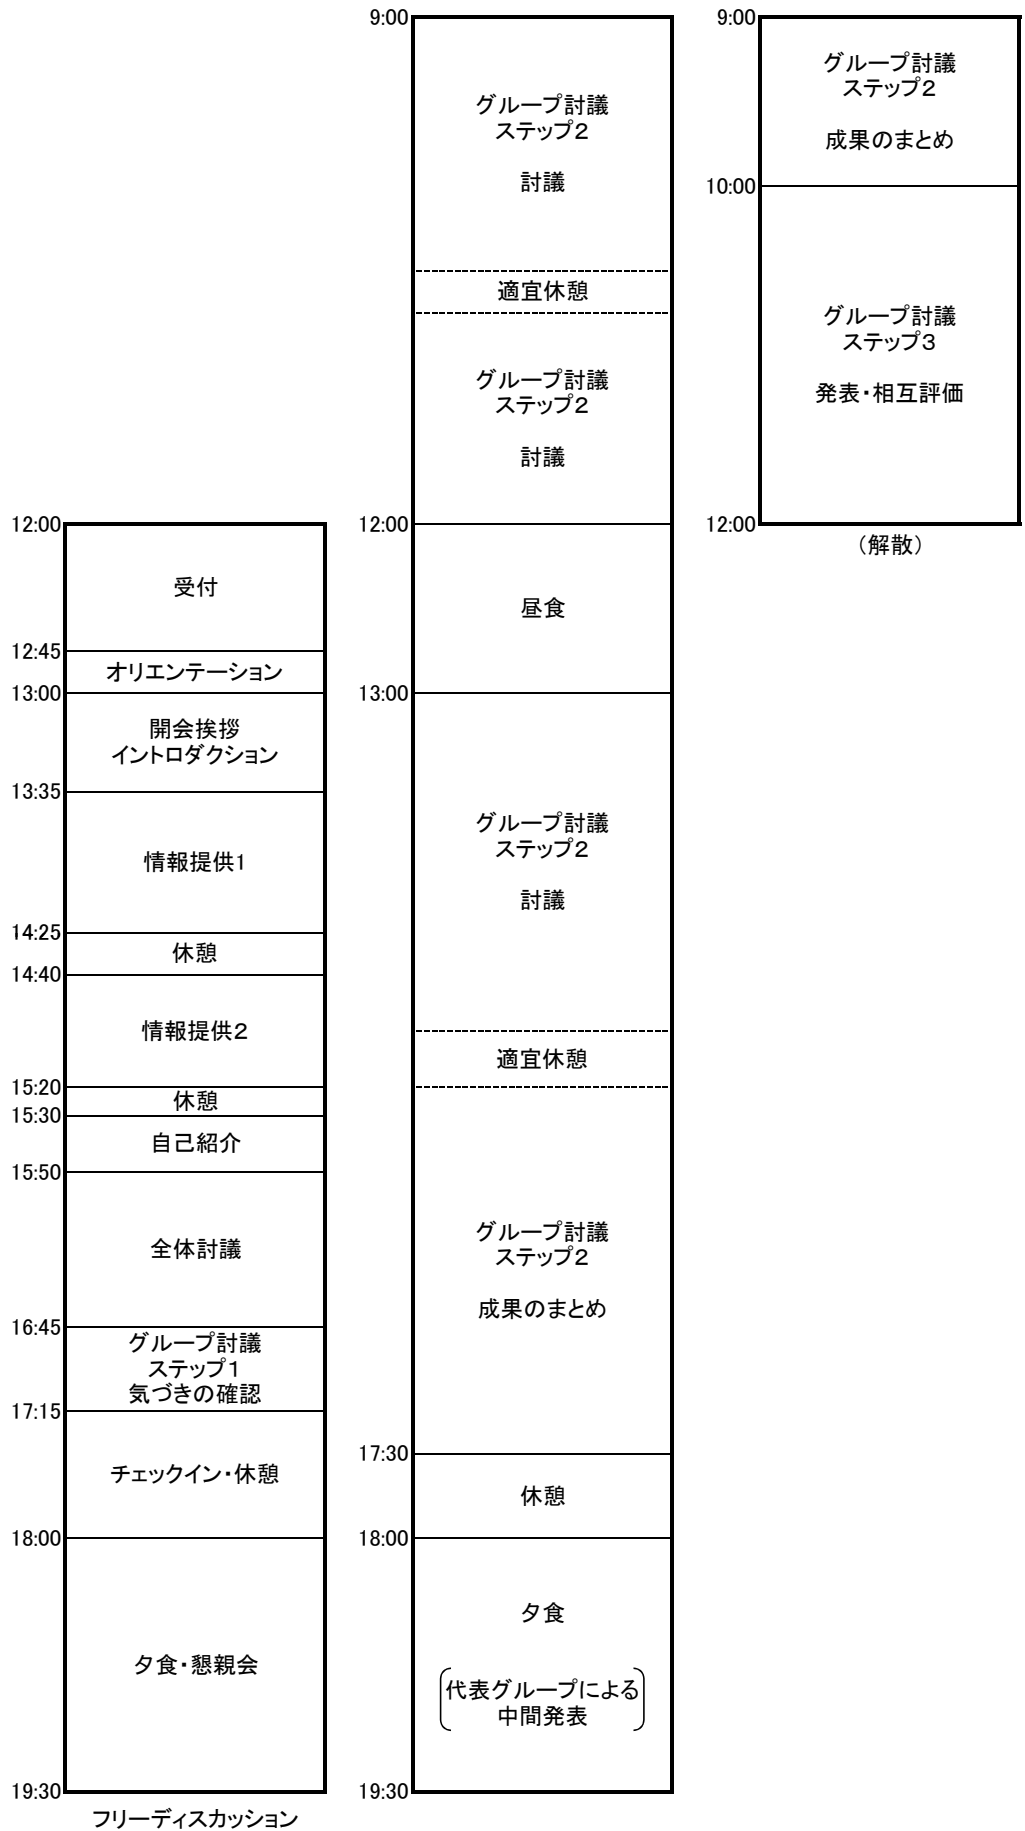 12:00
受付
12:45
オリエンテーション
13:00
開会挨拶
イントロダクション
13:35
情報提供1
14:25
休憩
14:40
情報提供2
15:20
休憩
15:30
自己紹介
15:50
全体討議
16:45
グループ討議
ステップ1
気づきの確認
17:15
チェックイン・休憩
18:00
夕食・懇親会
19:30
フリーディスカッション
9:00
グループ討議
ステップ2
討議
適宜休憩
グループ討議
ステップ2
討議
12:00
昼食
13:00
グループ討議
ステップ2
討議
適宜休憩
グループ討議
ステップ2
成果のまとめ
17:30
休憩
18:00
夕食
代表グループによる
中間発表
19:30
9:00
グループ討議
ステップ2
成果のまとめ
10:00
グループ討議
ステップ3
発表・相互評価
12:00
（解散）